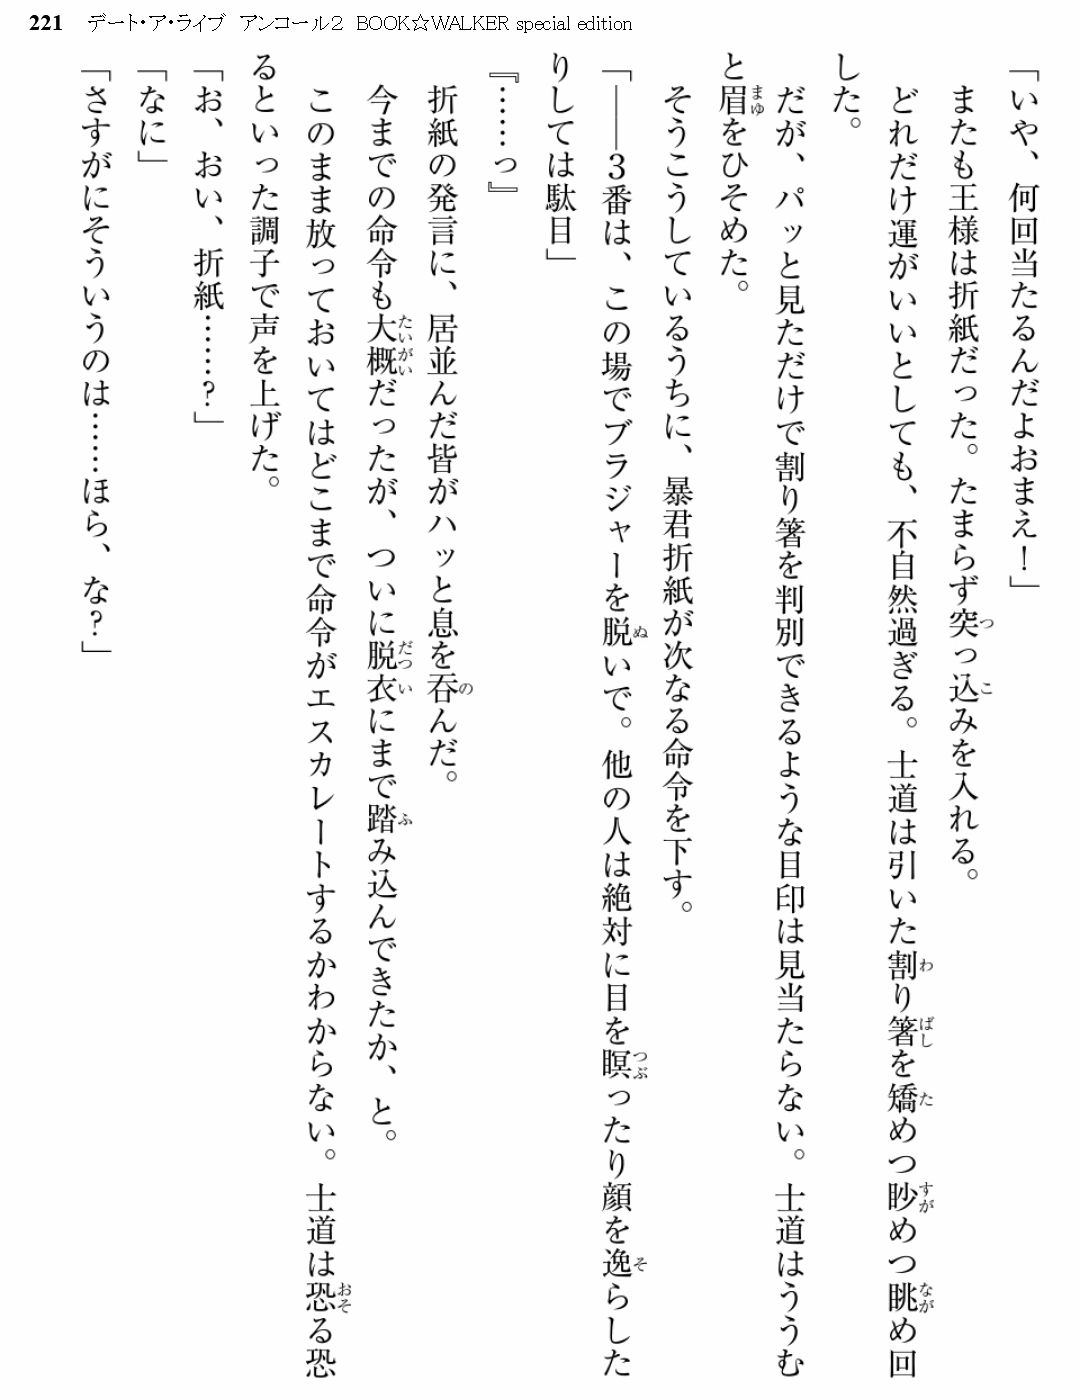 221 デート・ア・ライブ アンコール2 BOOK☆WALKER special edition
「いや、何回当たるんだよおまえ！」
またも王様は折紙だった。たまらず突っ込みを入れる。
どれだけ運がいいとしても、不自然過ぎる。士道は引いた割り箸を矯めつ眇めつ眺め回
した。
だが、パッと見ただけで割り箸を判別できるような目印は見当たらない。士道はううむ
と眉をひそめた。
そうこうしているうちに、暴君折紙が次なる命令を下す。
「――３番は、この場でブラジャーを脱いで。他の人は絶対に目を瞑ったり顔を逸らした
りしては駄目」
『……っ』
折紙の発言に、居並んだ皆がハッと息を呑んだ。
今までの命令も大概だったが、ついに脱衣にまで踏み込んできたか、と。
このまま放っておいてはどこまで命令がエスカレートするかわからない。士道は恐る恐
るといった調子で声を上げた。
「お、おい、折紙……？」
「なに」
「さすがにそういうのは……ほら、な？」